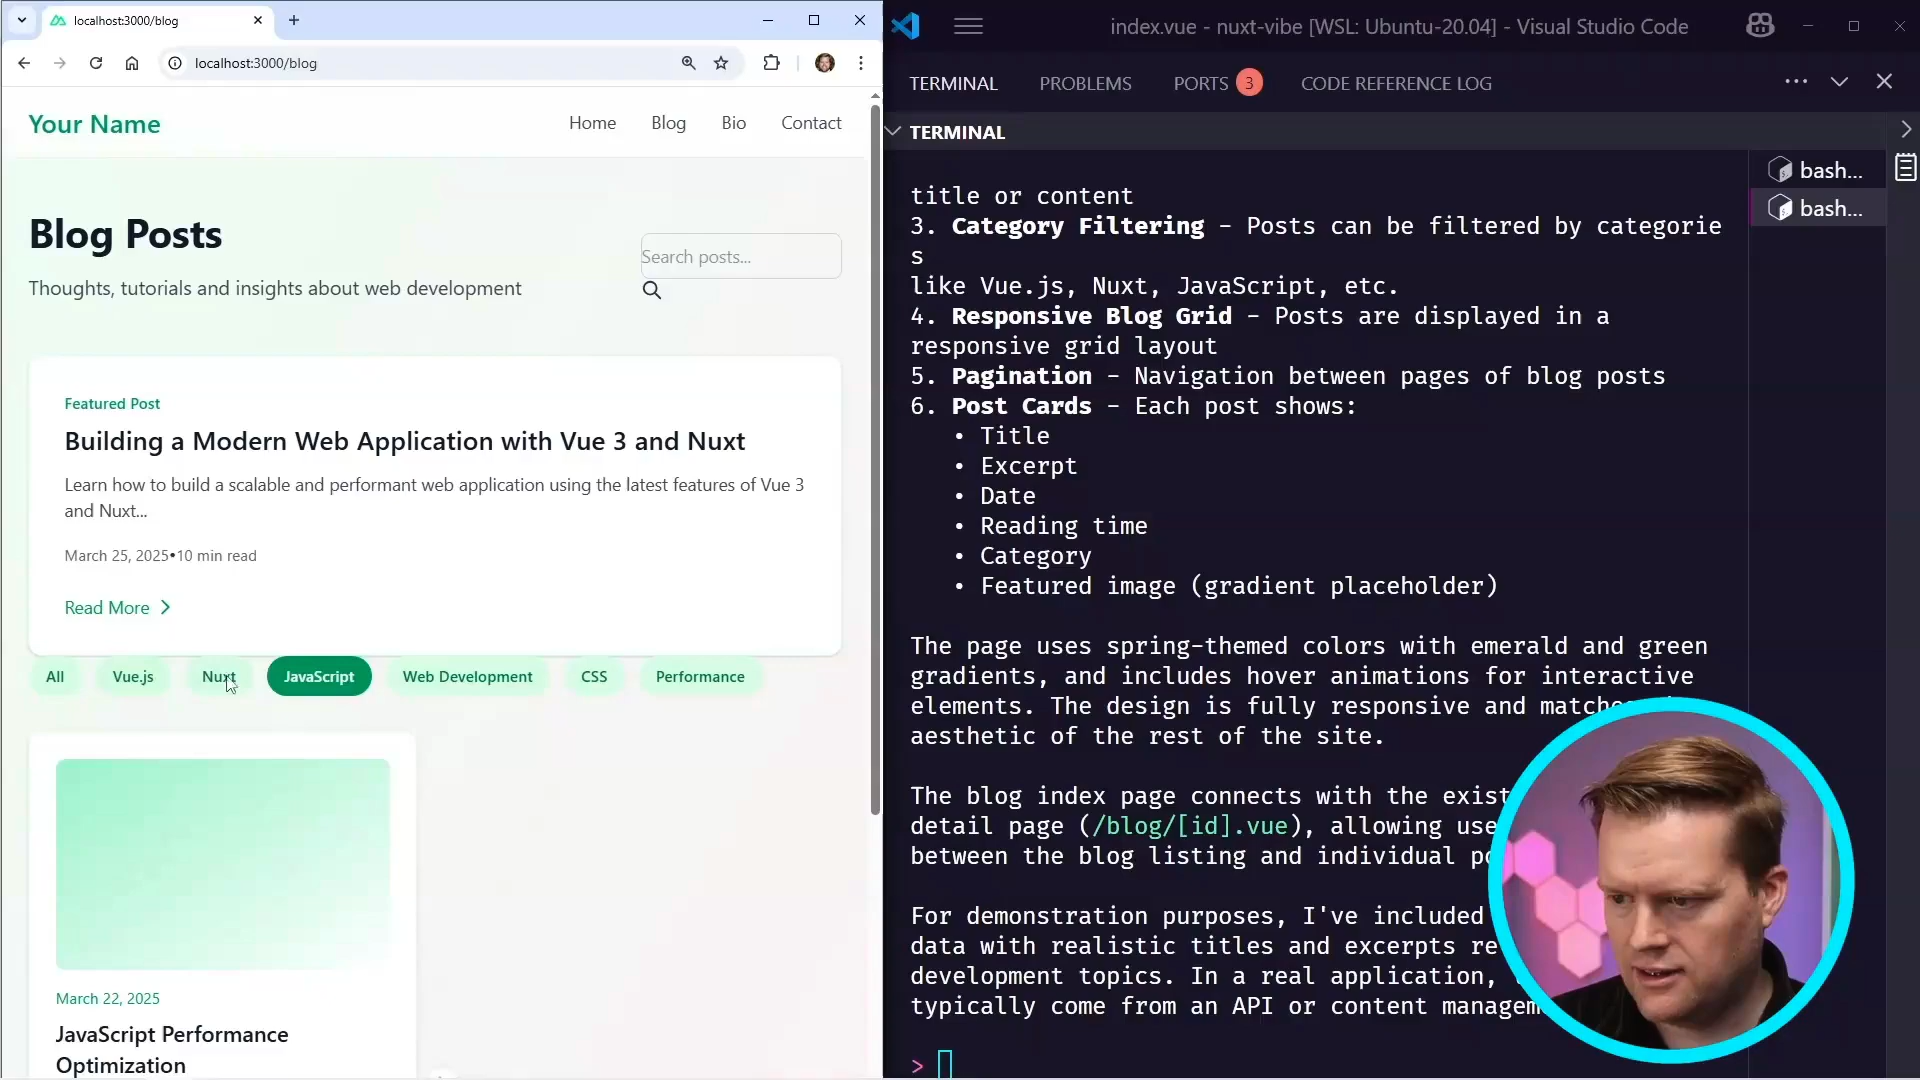 localhost:3000/blog
localhost:3000/blog
Your Name
Home
Blog
Bio
Contact
Blog Posts
Search posts...
Thoughts, tutorials and insights about web development
Featured Post
Building a Modern Web Application with Vue 3 and Nuxt
Learn how to build a scalable and performant web application using the latest features of Vue 3
and Nuxt...
March 25, 2025•10 min read
Read More
All
Vue.js
Nuxt
JavaScript
Web Development
CSS
Performance
March 22, 2025
JavaScript Performance
Optimization
index.vue - nuxt-vibe [WSL: Ubuntu-20.04] - Visual Studio Code
TERMINAL
PROBLEMS
PORTS 3
CODE REFERENCE LOG
TERMINAL
bash...
bash...
title or content
3. Category Filtering - Posts can be filtered by categorie
s
like Vue.js, Nuxt, JavaScript, etc.
4. Responsive Blog Grid - Posts are displayed in a
responsive grid layout
5. Pagination - Navigation between pages of blog posts
6. Post Cards - Each post shows:
• Title
• Excerpt
• Date
• Reading time
• Category
• Featured image (gradient placeholder)
The page uses spring-themed colors with emerald and green
gradients, and includes hover animations for interactive
elements. The design is fully responsive and
aesthetic of the rest of the site.
The blog index page connects with the
detail page (/blog/[id].vue), allowing
between the blog listing and individual
For demonstration purposes, I've included
data with realistic titles and excerpts
development topics. In a real application,
typically come from an API or content
>